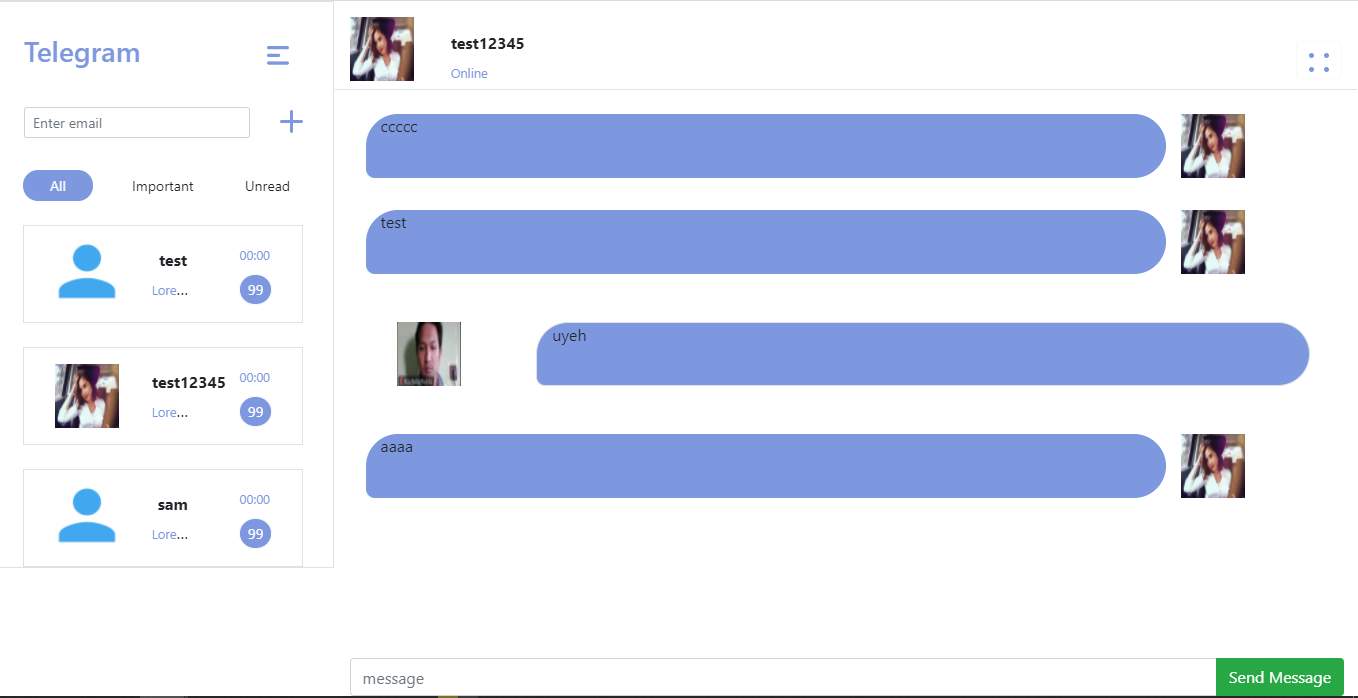 Telegram
Enter email
All
Important
Unread
test
00:00
Lore...
99
test12345
00:00
Lore...
99
sam
00:00
Lore...
99
test12345
Online
ccccc
test
uyeh
aaaa
message
Send Message